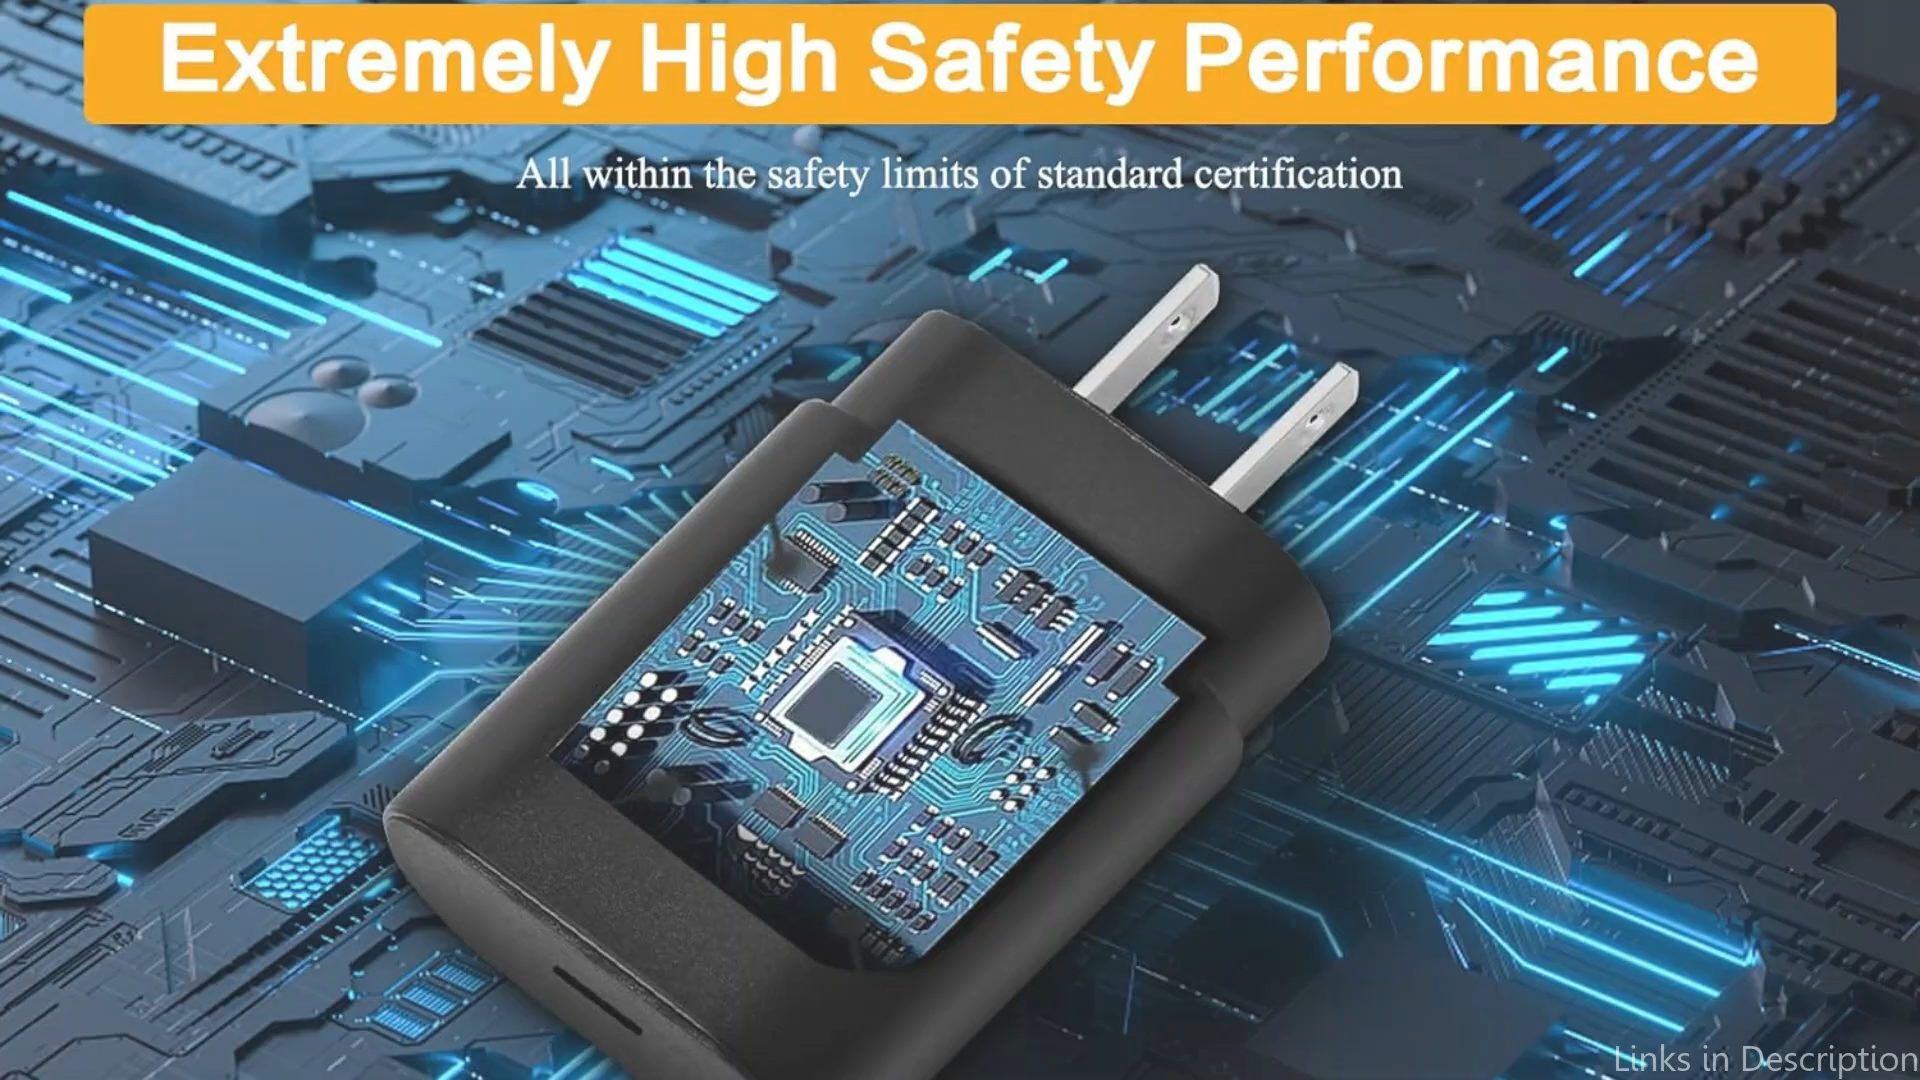 Extremely High Safety Performance
All within the safety limits of standard certification
Links in Description